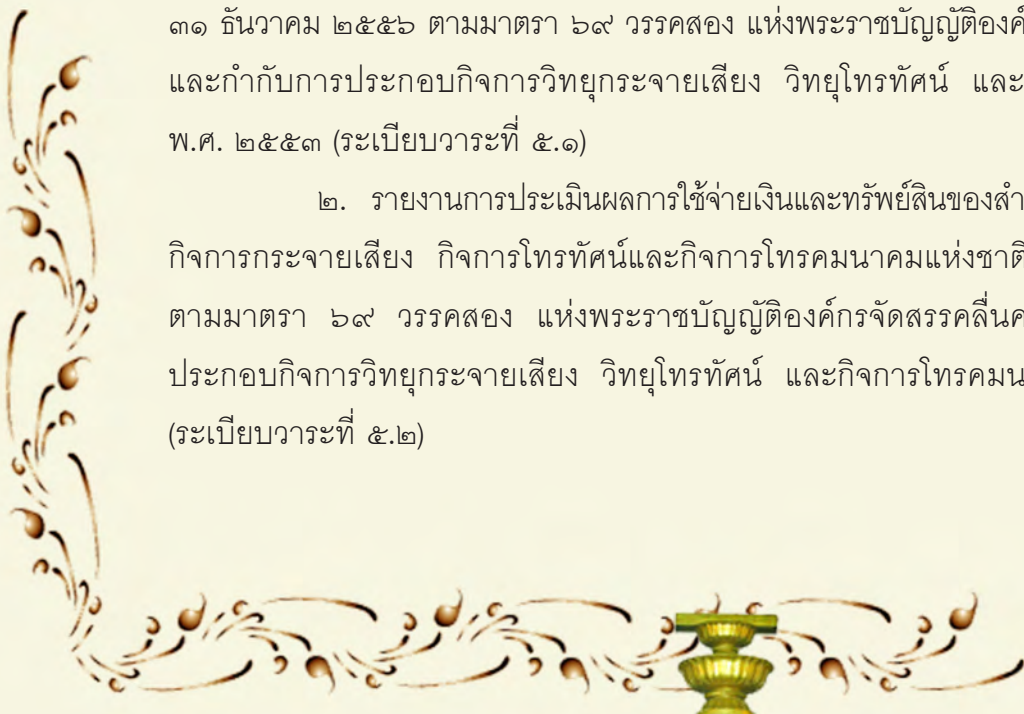 ๓๑ ธันวาคม ๒๕๕๖ ตามมาตรา ๖๙ วรรคสอง แห่งพระราชบัญญัติองค์
และกำกับการประกอบกิจการวิทยุกระจายเสียง วิทยุโทรทัศน์ และ
พ.ศ. ๒๕๕๓ (ระเบียบวาระที่ ๕.๑)
๒. รายงานการประเมินผลการใช้จ่ายเงินและทรัพย์สินของสำ
กิจการกระจายเสียง กิจการโทรทัศน์และกิจการโทรคมนาคมแห่งชาติ
ตามมาตรา ๖๙ วรรคสอง แห่งพระราชบัญญัติองค์กรจัดสรรคลื่นค
ประกอบกิจการวิทยุกระจายเสียง วิทยุโทรทัศน์ และกิจการโทรคมน
(ระเบียบวาระที่ ๕.๒)